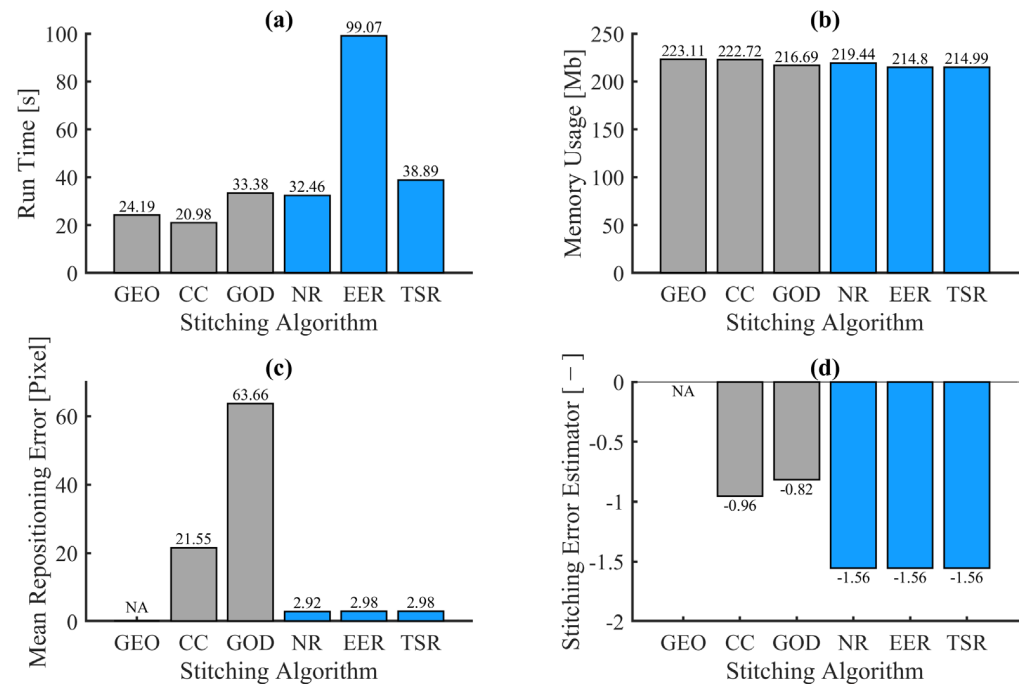 (a)
Run Time [s]
100
80
60
40
20
0
24.19
20.98
33.38
32.46
99.07
38.89
GEO CC GOD NR EER TSR
Stitching Algorithm
(b)
Memory Usage [Mb]
250
200
150
100
50
0
223.11
222.72
216.69
219.44
214.8
214.99
GEO CC GOD NR EER TSR
Stitching Algorithm
(c)
Mean Repositioning Error [Pixel]
60
40
20
0
NA
21.55
63.66
2.92
2.98
2.98
GEO CC GOD NR EER TSR
Stitching Algorithm
(d)
Stitching Error Estimator [ − ]
0
-0.5
-1
-1.5
-2
NA
-0.96
-0.82
-1.56
-1.56
-1.56
GEO CC GOD NR EER TSR
Stitching Algorithm